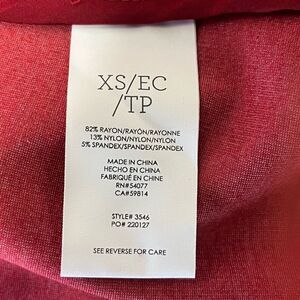 XS/EC
/TP
82% RAYON/RAYÓN/RAYONNE
13% NYLON/NYLON/NYLON
5% SPANDEX/SPANDEX/SPANDEX
MADE IN CHINA
HECHO EN CHINA
FABRIQUÉ EN CHINE
RN#54077
CA#59814
STYLE# 3546
PO# 220127
SEE REVERSE FOR CARE